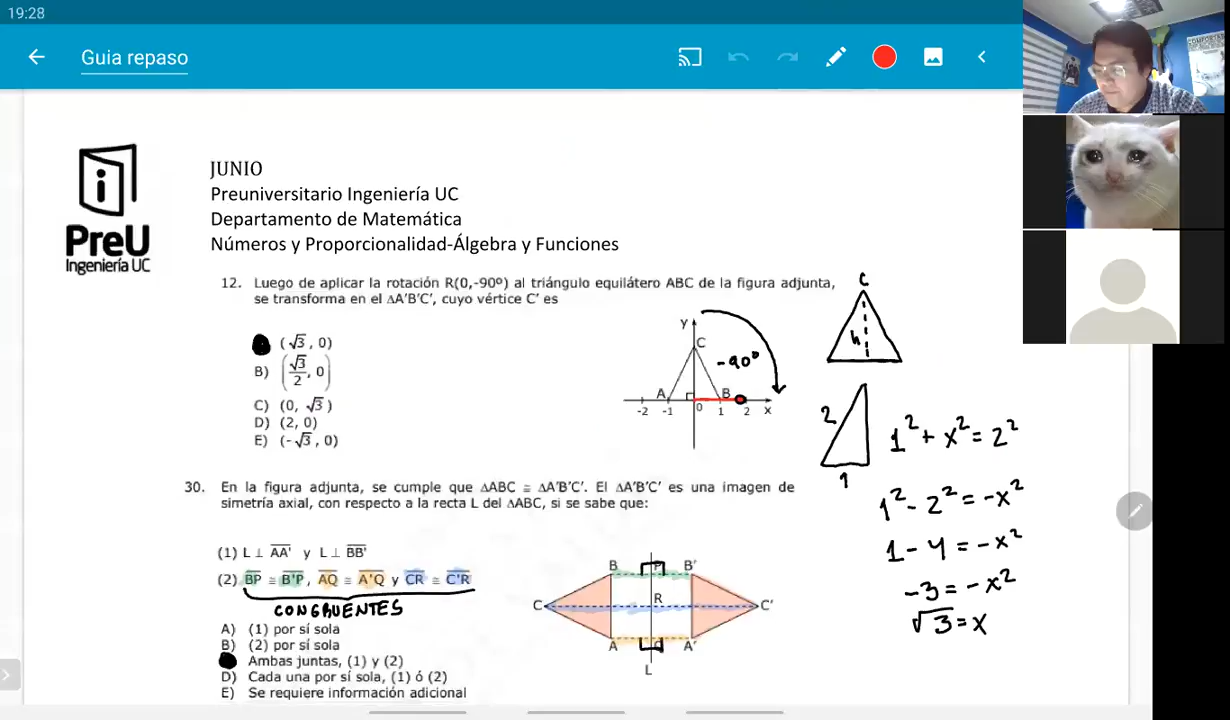 19:28
Guia repaso
PreU
Ingeniería UC
JUNIO
Preuniversitario Ingeniería UC
Departamento de Matemática
Números y Proporcionalidad-Álgebra y Funciones
12. Luego de aplicar la rotación R(0,-90º) al triángulo equilátero ABC de la figura adjunta,
se transforma en el ΔA'B'C', cuyo vértice C' es
(√3 , 0)
B) (√3/2, 0)
C) (0, √3 )
D) (2, 0)
E) (-√3 , 0)
y
C
-90°
A
B
-2 -1 0 1 2 x
C
h
2
1
1² + x² = 2²
1² - 2² = -x²
1 - 4 = -x²
-3 = -x²
√3 = x
30. En la figura adjunta, se cumple que ΔABC ≅ ΔA'B'C'. El ΔA'B'C' es una imagen de
simetría axial, con respecto a la recta L del ΔABC, si se sabe que:
(1) L ⊥ AA' y L ⊥ BB'
(2) BP ≅ B'P, AQ ≅ A'Q y CR ≅ C'R
CONGRUENTES
A) (1) por sí sola
B) (2) por sí sola
Ambas juntas, (1) y (2)
D) Cada una por sí sola, (1) ó (2)
E) Se requiere información adicional
B P B'
C R C'
A Q A'
L